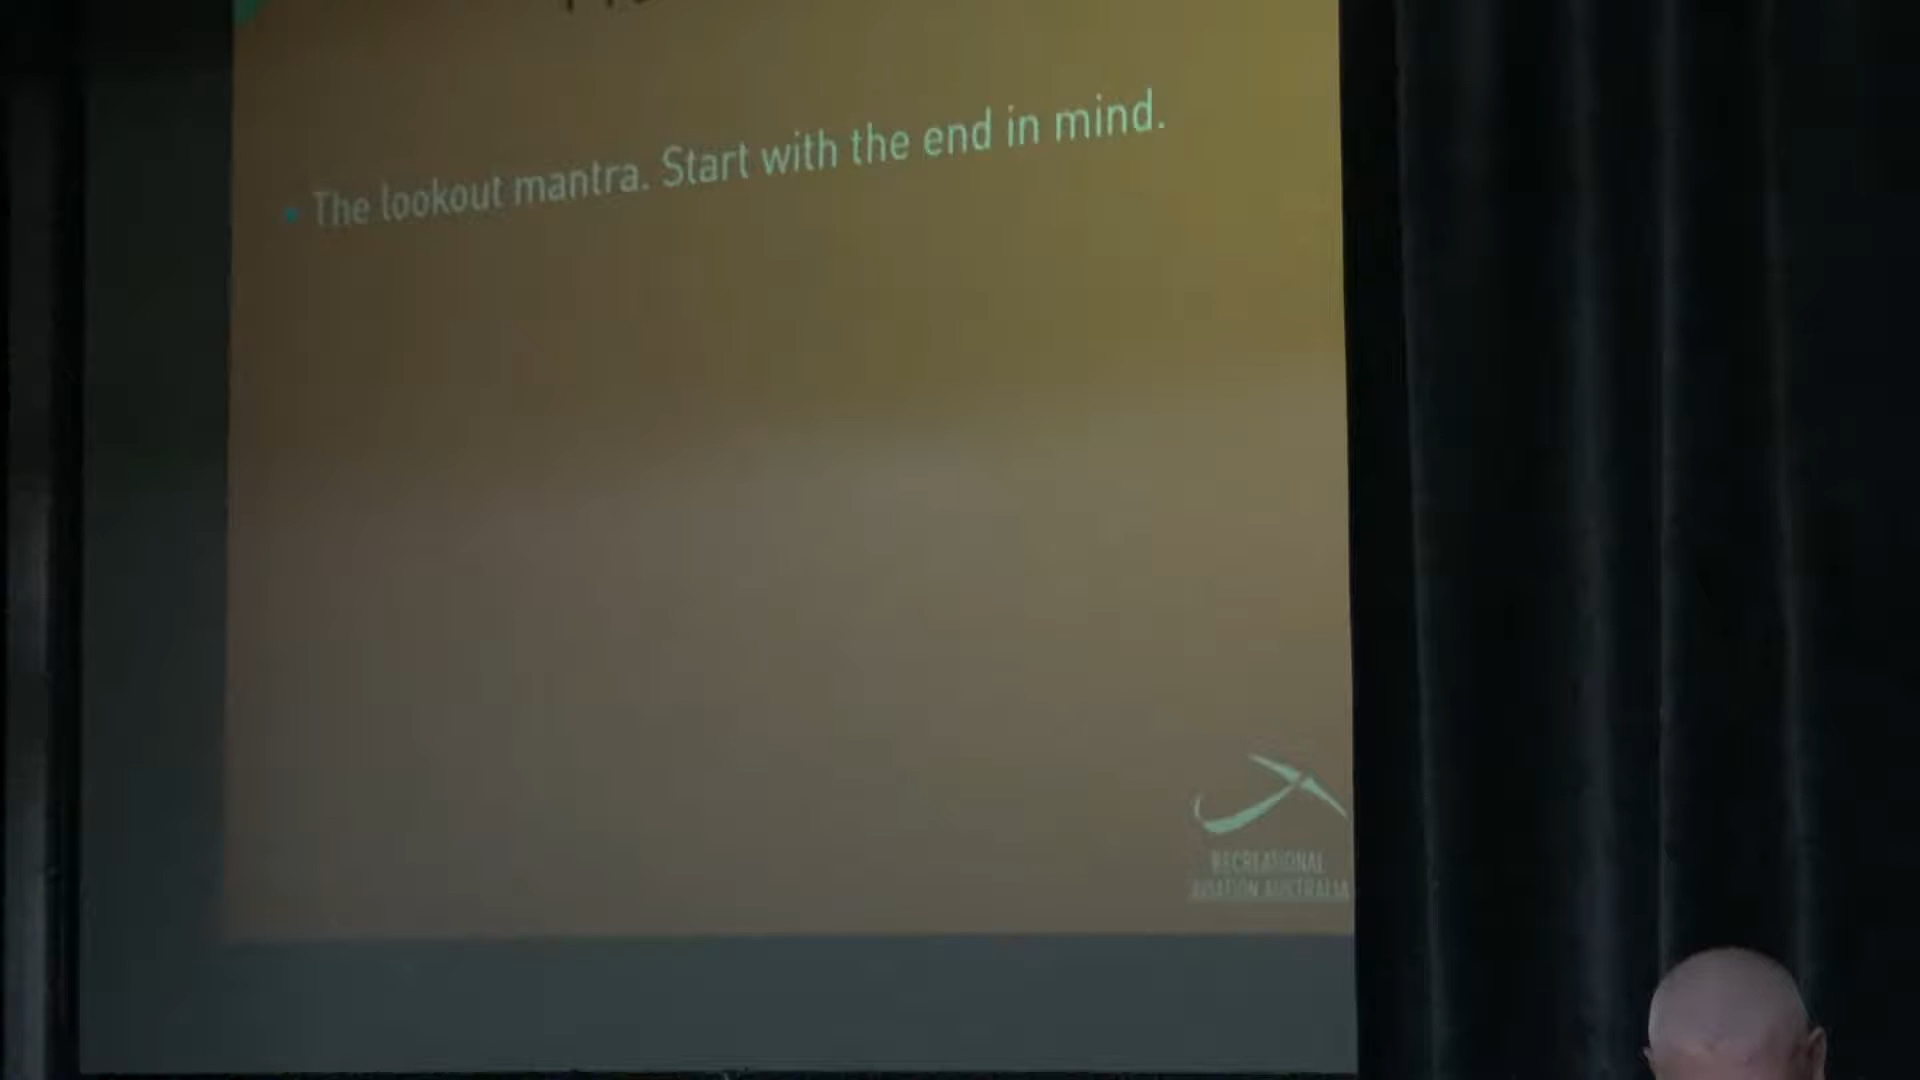 The lookout mantra. Start with the end in mind.
RECREATIONAL
AVIATION AUSTRALIA